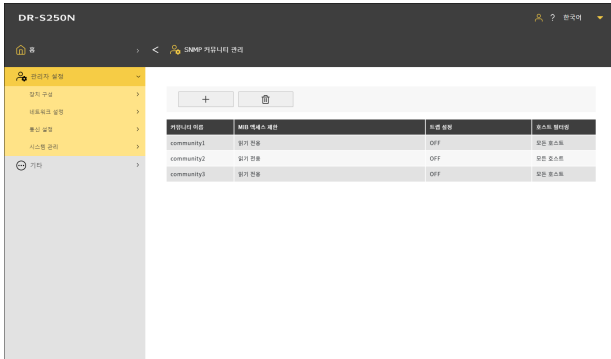 DR-S250N
? 한국어
홈
SNMP 커뮤니티 관리
관리자 설정
장치 구성
네트워크 설정
통신 설정
시스템 관리
기타
커뮤니티 이름 MIB 액세스 제한 트랩 설정 호스트 필터링
community1 읽기 전용 OFF 모든 호스트
community2 읽기 전용 OFF 모든 호스트
community3 읽기 전용 OFF 모든 호스트